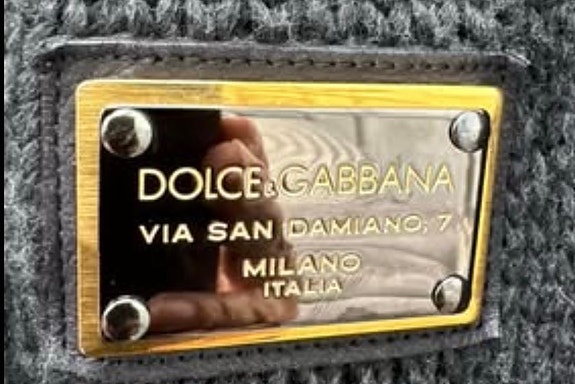 DOLCE&GABBANA
VIA SAN DAMIANO, 7
MILANO
ITALIA